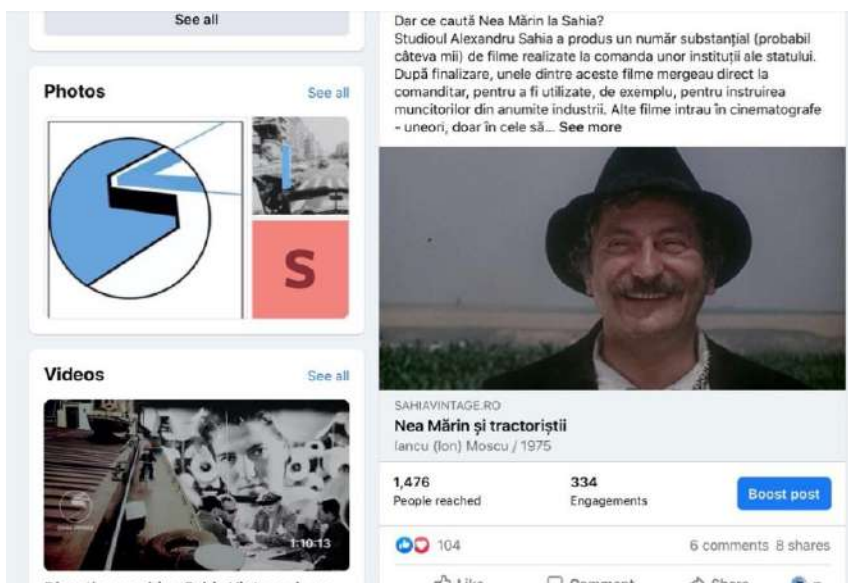 See all
Photos
See all
S
Videos
See all
1:10:13
Dar ce caută Nea Mărin la Sahia?
Studioul Alexandru Sahia a produs un număr substanțial (probabil
câteva mii) de filme realizate la comanda unor instituții ale statului.
După finalizare, unele dintre aceste filme mergeau direct la
comanditar, pentru a fi utilizate, de exemplu, pentru instruirea
muncitorilor din anumite industrii. Alte filme intrau în cinematografe
- uneori, doar în cele să... See more
SAHIAVINTAGE.RO
Nea Mărin și tractoriștii
Iancu (Ion) Moscu / 1975
1,476
People reached
334
Engagements
Boost post
104
6 comments 8 shares
Like
Comment
Share